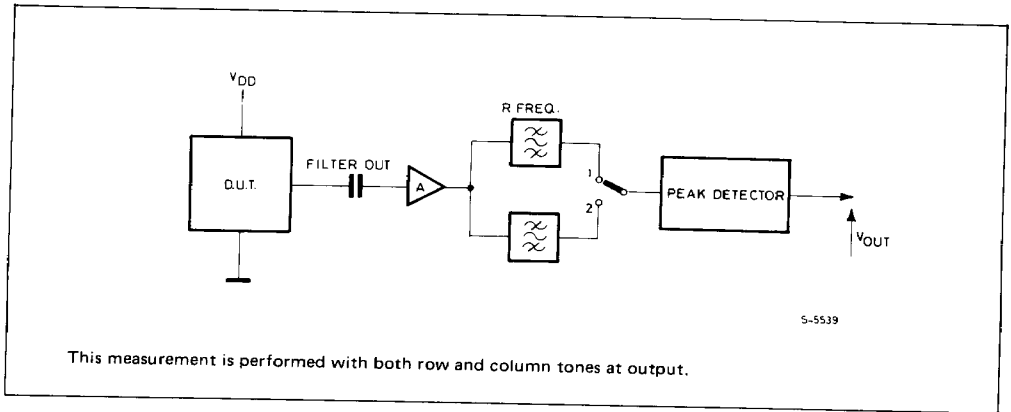 VDD
R FREQ.
D.U.T.
FILTER OUT
A
1
2
PEAK DETECTOR
VOUT
S-5539
This measurement is performed with both row and column tones at output.